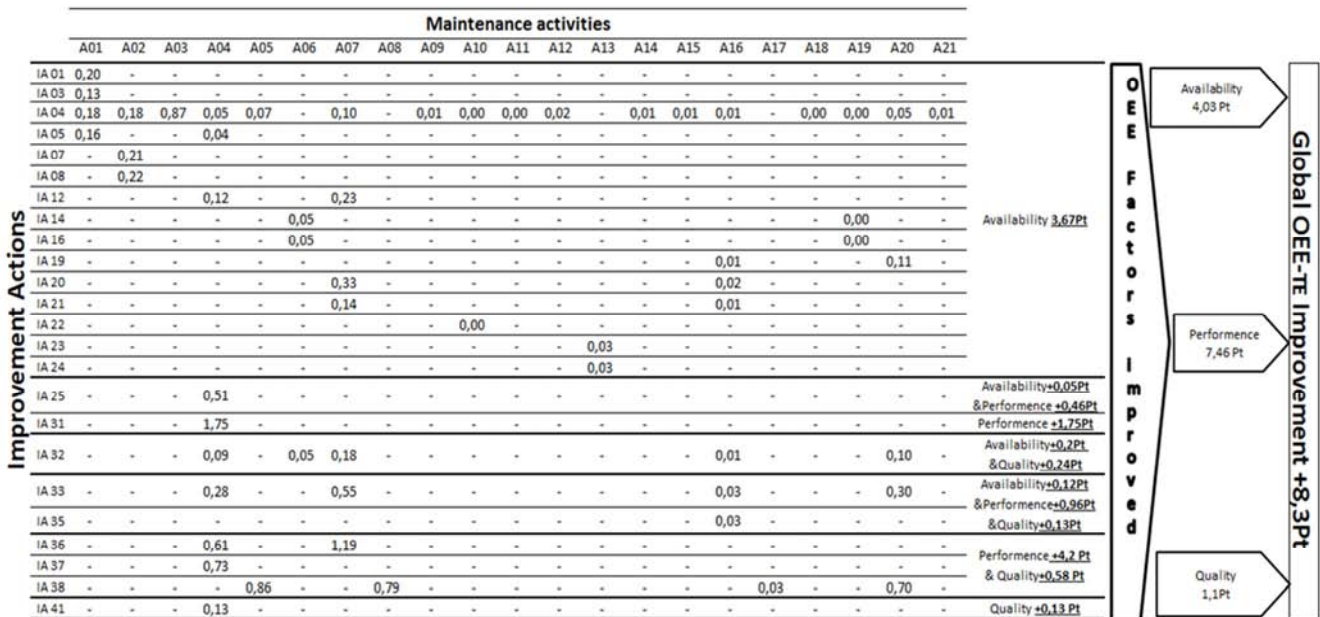 Maintenance activities
A01 A02 A03 A04 A05 A06 A07 A08 A09 A10 A11 A12 A13 A14 A15 A16 A17 A18 A19 A20 A21
IA 01 0,20 - - - - - - - - - - - - - - - - - - - -
IA 03 0,13 - - - - - - - - - - - - - - - - - - - -
IA 04 0,18 0,18 0,87 0,05 0,07 - 0,10 - 0,01 0,00 0,00 0,02 - 0,01 0,01 0,01 - 0,00 0,00 0,05 0,01
IA 05 0,16 - - 0,04 - - - - - - - - - - - - - - - - -
IA 07 - 0,21 - - - - - - - - - - - - - - - - - - -
IA 08 - 0,22 - - - - - - - - - - - - - - - - - - -
IA 12 - - - 0,12 - - 0,23 - - - - - - - - - - - - - -
IA 14 - - - - - 0,05 - - - - - - - - - - - - 0,00 - -
IA 16 - - - - - 0,05 - - - - - - - - - - - - 0,00 - -
IA 19 - - - - - - - - - - - - - - - 0,01 - - - 0,11 -
IA 20 - - - - - - 0,33 - - - - - - - - 0,02 - - - - -
IA 21 - - - - - - 0,14 - - - - - - - - 0,01 - - - - -
IA 22 - - - - - - - - - 0,00 - - - - - - - - - - -
IA 23 - - - - - - - - - - - - 0,03 - - - - - - - -
IA 24 - - - - - - - - - - - - 0,03 - - - - - - - -
IA 25 - - - 0,51 - - - - - - - - - - - - - - - - -
IA 31 - - - 1,75 - - - - - - - - - - - - - - - - -
IA 32 - - - 0,09 - 0,05 0,18 - - - - - - - - 0,01 - - - 0,10 -
IA 33 - - - 0,28 - - 0,55 - - - - - - - - 0,03 - - - 0,30 -
IA 35 - - - - - - - - - - - - - - - 0,03 - - - - -
IA 36 - - - 0,61 - - 1,19 - - - - - - - - - - - - - -
IA 37 - - - 0,73 - - - - - - - - - - - - - - - - -
IA 38 - - - - 0,86 - - 0,79 - - - - - - - - 0,03 - - 0,70 -
IA 41 - - - 0,13 - - - - - - - - - - - - - - - - -
Improvement Actions
Availability 3,67Pt
Availability+0,05Pt
&Performence +0,46Pt
Performence +1,75Pt
Availability+0,2Pt
&Quality+0,24Pt
Availability+0,12Pt
&Performence+0,96Pt
&Quality+0,13Pt
Performence +4,2 Pt
& Quality+0,58 Pt
Quality +0,13 Pt
OEE Factors improved
Availability
4,03 Pt
Performence
7,46 Pt
Quality
1,1Pt
Global OEE-TE Improvement +8,3Pt